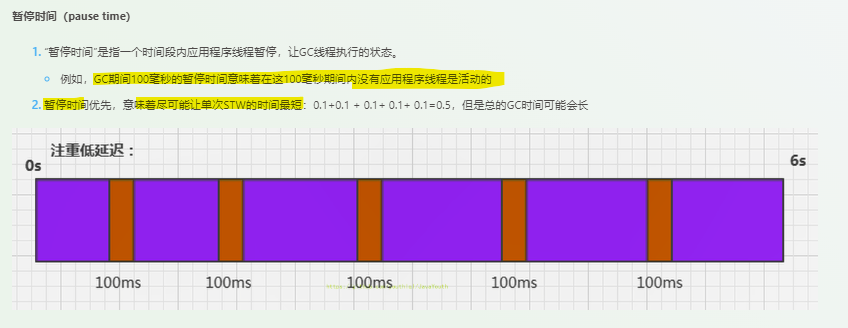 暂停时间（pause time)
1. "暂停时间"是指一个时间段内应用程序线程暂停，让GC线程执行的状态。
例如，GC期间100毫秒的暂停时间意味着在这100毫秒期间内没有应用程序线程是活动的
2. 暂停时间优先，意味着尽可能让单次STW的时间最短：0.1+0.1 + 0.1+ 0.1+ 0.1=0.5，但是总的GC时间可能会长
注重低延迟：
0s
6s
100ms 100ms 100ms 100ms 100ms